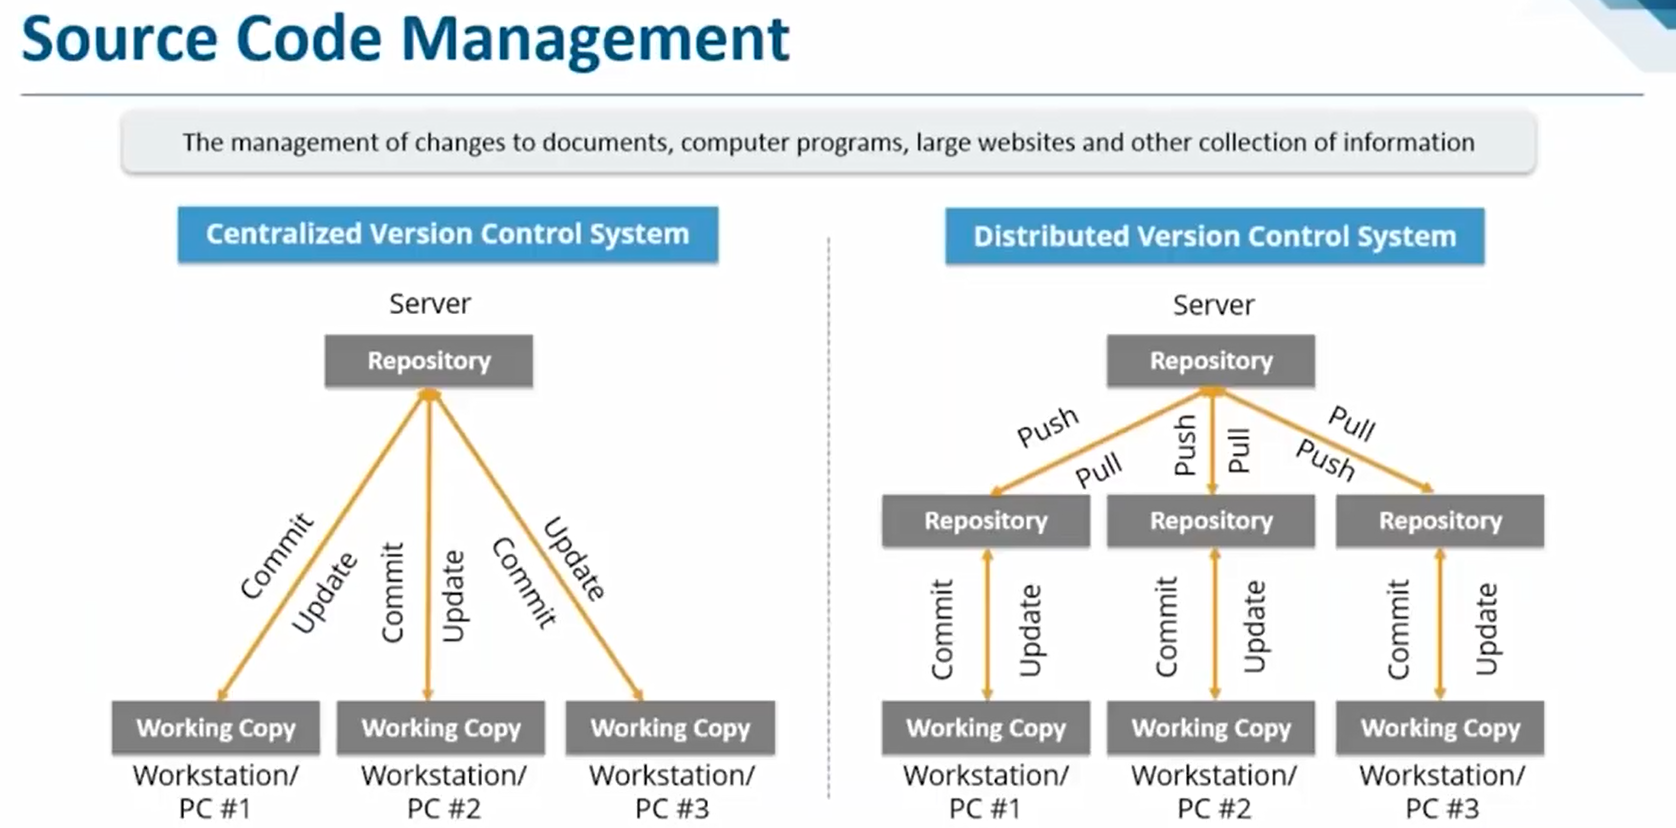 Source Code Management
The management of changes to documents, computer programs, large websites and other collection of information
Centralized Version Control System
Server
Repository
Commit
Update
Commit
Update
Commit
Update
Working Copy
Working Copy
Working Copy
Workstation/
PC #1
Workstation/
PC #2
Workstation/
PC #3
Distributed Version Control System
Server
Repository
Push
Pull
Push
Pull
Pull
Push
Repository
Repository
Repository
Commit
Update
Commit
Update
Commit
Update
Working Copy
Working Copy
Working Copy
Workstation/
PC #1
Workstation/
PC #2
Workstation/
PC #3